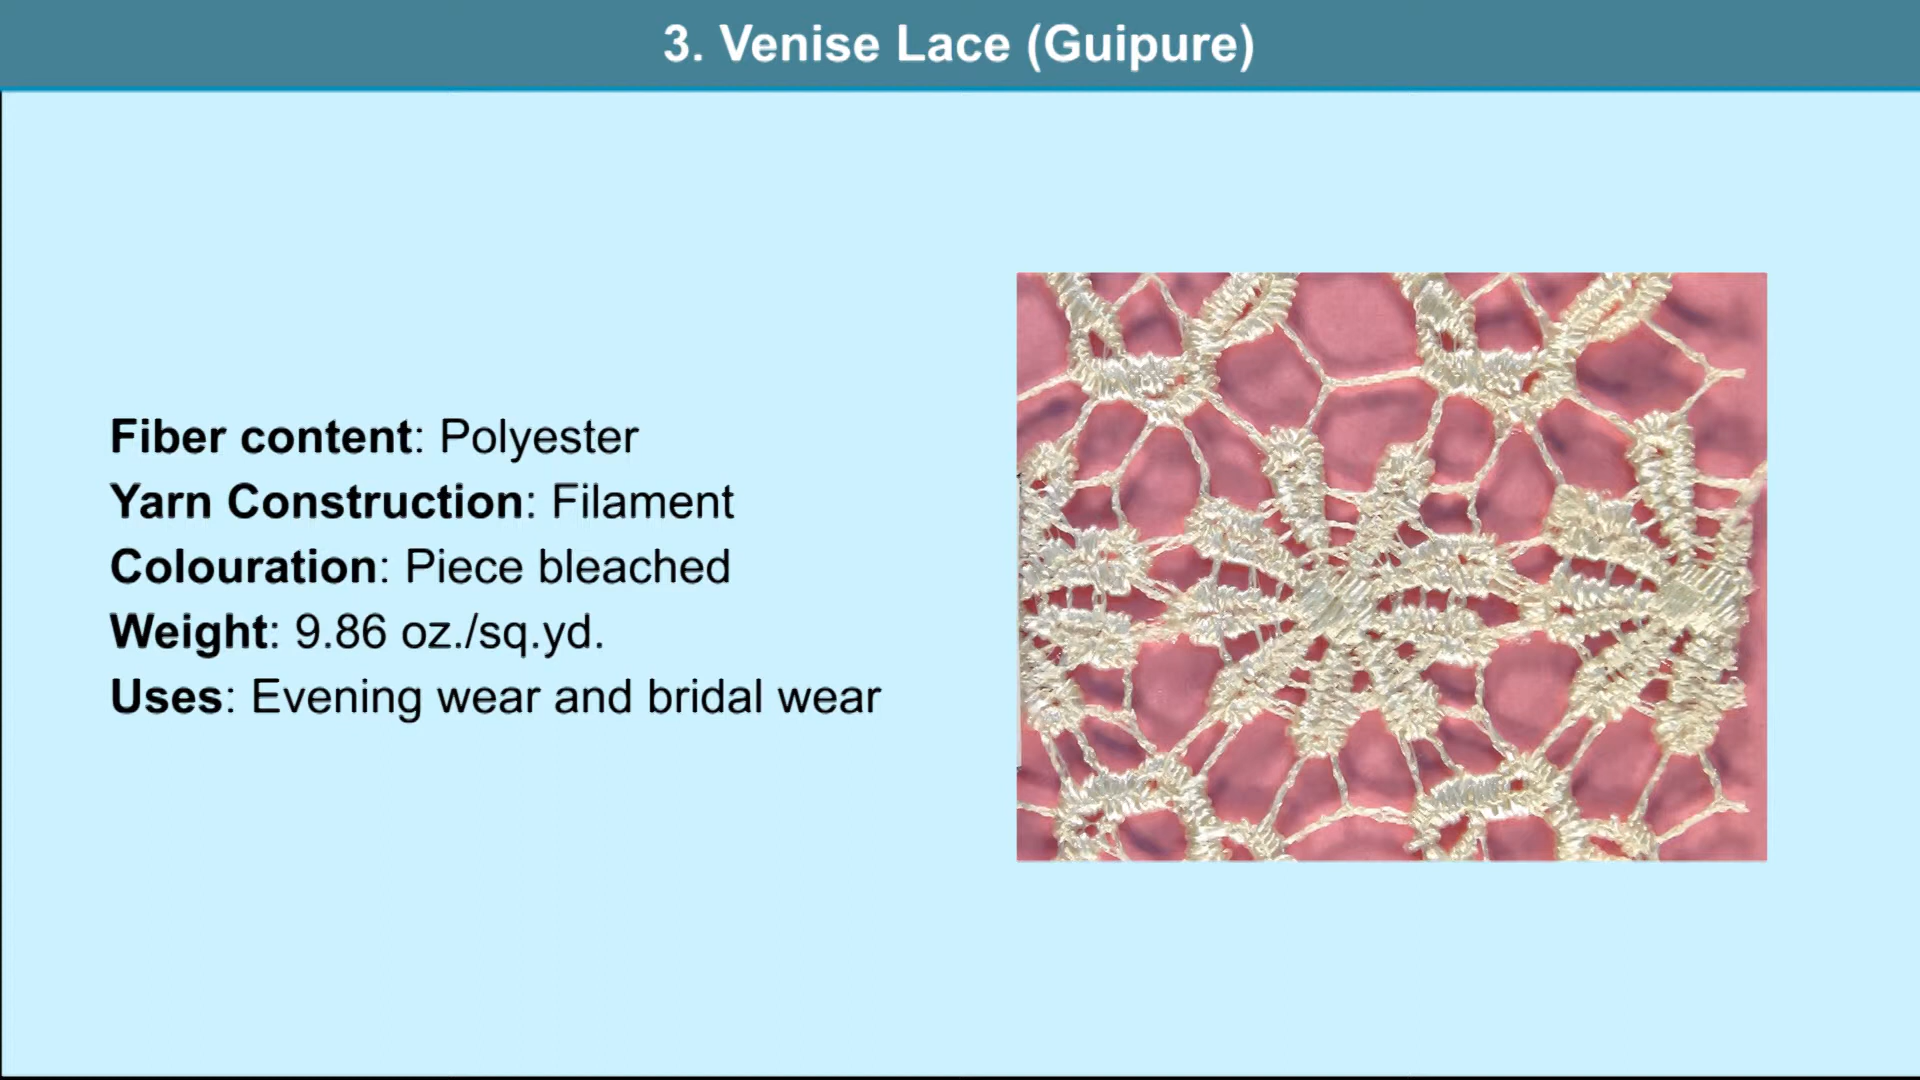 3. Venise Lace (Guipure)
Fiber content: Polyester
Yarn Construction: Filament
Colouration: Piece bleached
Weight: 9.86 oz./sq.yd.
Uses: Evening wear and bridal wear